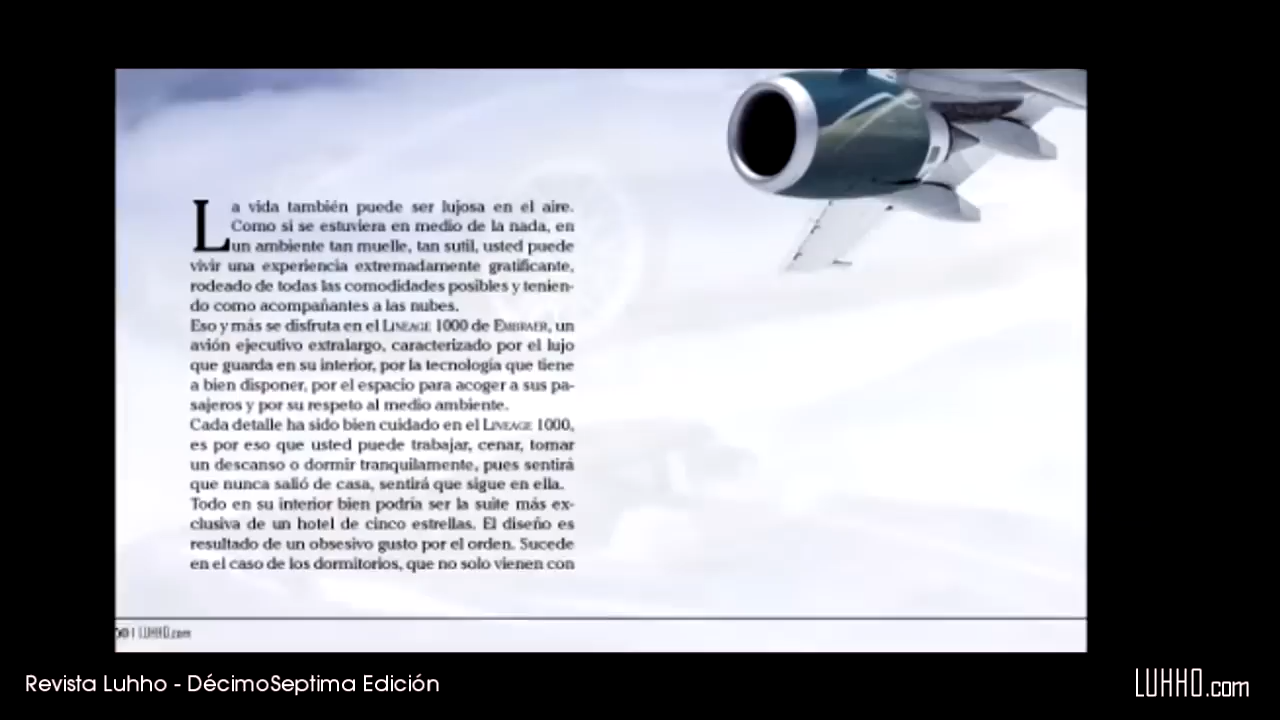 La vida también puede ser lujosa en el aire.
Como si se estuviera en medio de la nada, en
un ambiente tan muelle, tan sutil, usted puede
vivir una experiencia extremadamente gratificante,
rodeado de todas las comodidades posibles y tenien-
do como acompañantes a las nubes.
Eso y más se disfruta en el LINEAGE 1000 de EMBRAER, un
avión ejecutivo extralargo, caracterizado por el lujo
que guarda en su interior, por la tecnología que tiene
a bien disponer, por el espacio para acoger a sus pa-
sajeros y por su respeto al medio ambiente.
Cada detalle ha sido bien cuidado en el LINEAGE 1000,
es por eso que usted puede trabajar, cenar, tomar
un descanso o dormir tranquilamente, pues sentirá
que nunca salió de casa, sentirá que sigue en ella.
Todo en su interior bien podría ser la suite más ex-
clusiva de un hotel de cinco estrellas. El diseño es
resultado de un obsesivo gusto por el orden. Sucede
en el caso de los dormitorios, que no solo vienen con
LUHHO.com
Revista Luhho - DécimoSeptima Edición
LUHHO.com